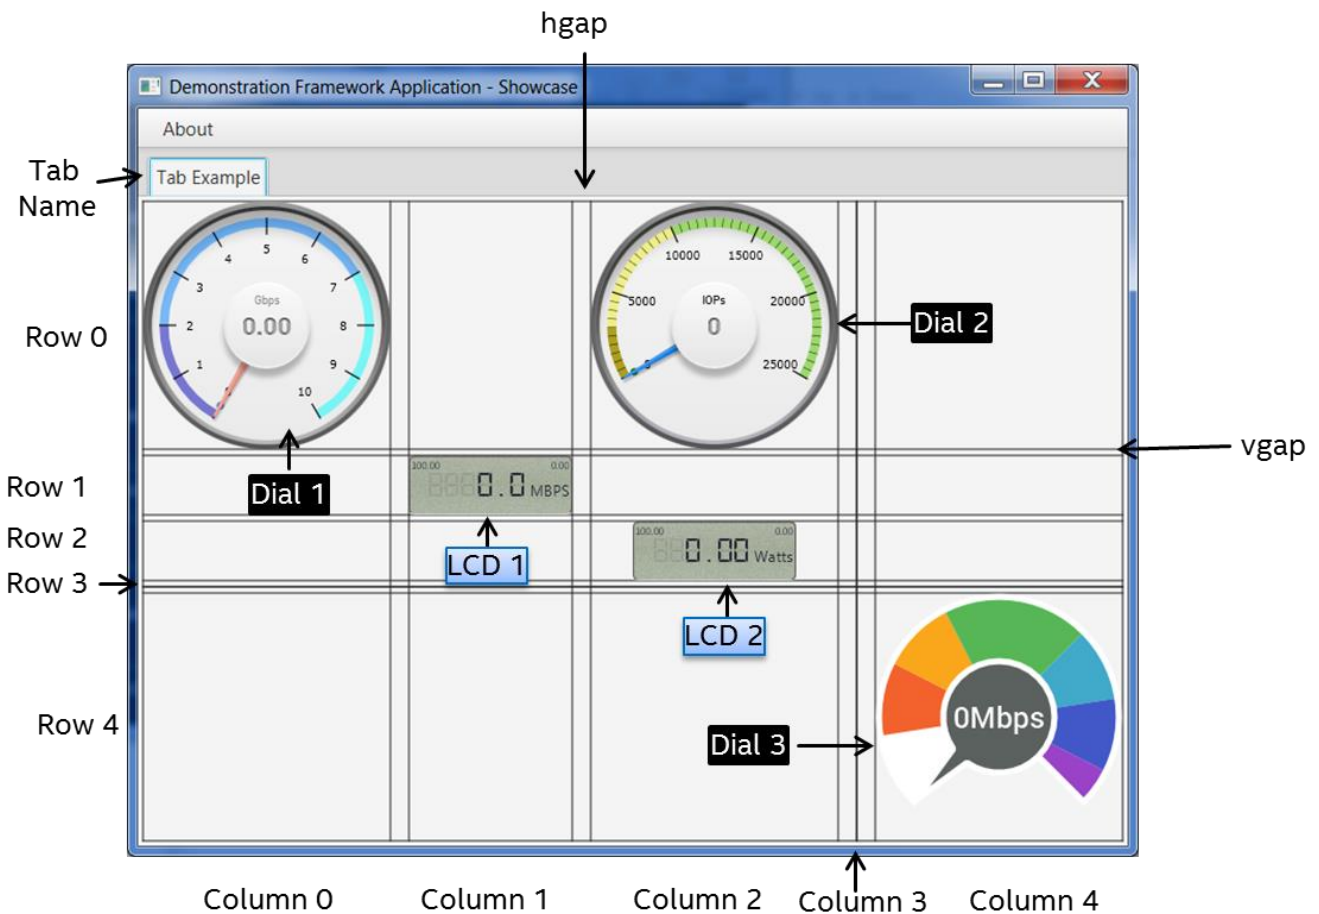 hgap
Demonstration Framework Application - Showcase
About
Tab Name
Tab Example
Row 0
5
4
6
3
7
Gbps
2
0.00
8
1
9
10
10000
15000
5000
IOPs
20000
0
25000
Dial 2
vgap
Row 1
Dial 1
100.00
0.00
0.0 MBPS
Row 2
LCD 1
100.00
0.00
0.00 Watts
Row 3
LCD 2
Row 4
0Mbps
Dial 3
Column 0
Column 1
Column 2
Column 3
Column 4